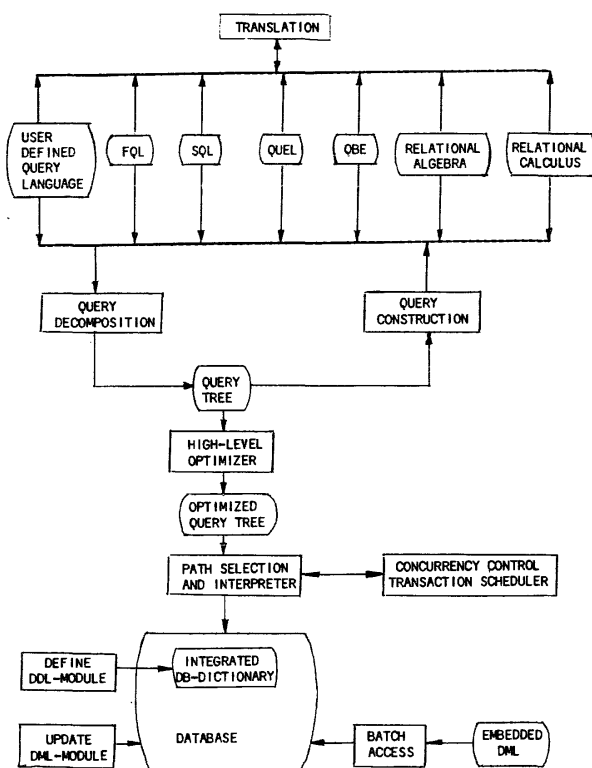 TRANSLATION
USER
DEFINED
QUERY
LANGUAGE
FQL
SQL
QUEL
QBE
RELATIONAL
ALGEBRA
RELATIONAL
CALCULUS
QUERY
DECOMPOSITION
QUERY
CONSTRUCTION
QUERY
TREE
HIGH-LEVEL
OPTIMIZER
OPTIMIZED
QUERY TREE
PATH SELECTION
AND INTERPRETER
CONCURRENCY CONTROL
TRANSACTION SCHEDULER
DEFINE
DDL-MODULE
INTEGRATED
DB-DICTIONARY
UPDATE
DML-MODULE
DATABASE
BATCH
ACCESS
EMBEDDED
DML